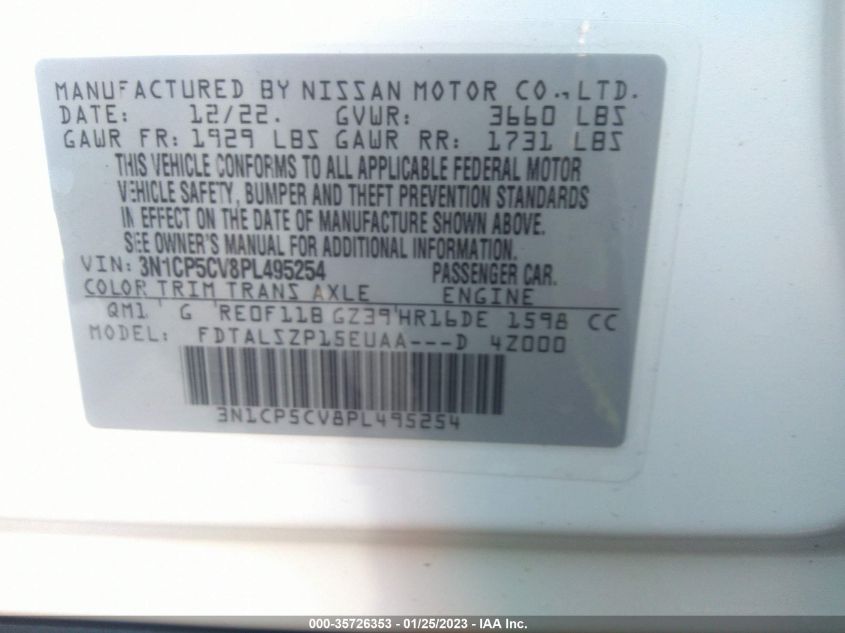 MANUFACTURED BY NISSAN MOTOR CO., LTD.
DATE: 12/22. GVWR: 3660 LBS
GAWR FR: 1929 LBS GAWR RR: 1731 LBS
THIS VEHICLE CONFORMS TO ALL APPLICABLE FEDERAL MOTOR
VEHICLE SAFETY, BUMPER AND THEFT PREVENTION STANDARDS
IN EFFECT ON THE DATE OF MANUFACTURE SHOWN ABOVE.
SEE OWNER'S MANUAL FOR ADDITIONAL INFORMATION.
VIN: 3N1CP5CV8PL495254 PASSENGER CAR.
COLOR TRIM TRANS AXLE ENGINE
QM1 G RE0F11B GZ39 HR16DE 1598 CC
MODEL: FDTALSZP15EUAA---D 4Z000
3N1CP5CV8PL495254
000-35726353 - 01/25/2023 - IAA Inc.